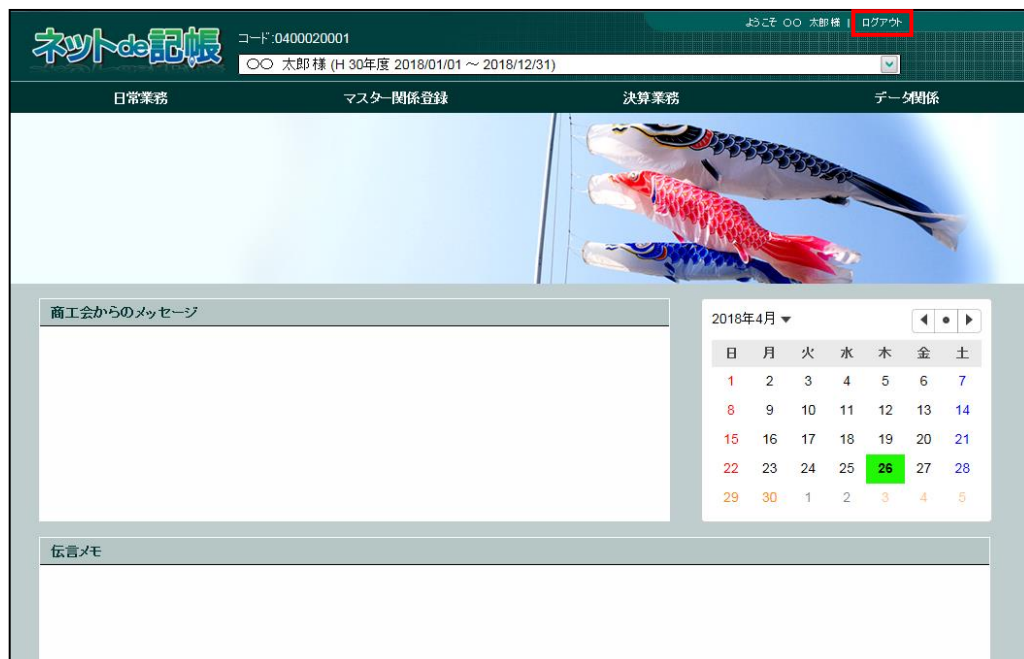 ようこそ 〇〇 太郎 様 | ログアウト
ネットde記帳
コード:0400020001
〇〇 太郎 様 (H 30年度 2018/01/01 ～ 2018/12/31)
日常業務 マスター関係登録 決算業務 データ関係
商工会からのメッセージ
2018年4月
日 月 火 水 木 金 土
1 2 3 4 5 6 7
8 9 10 11 12 13 14
15 16 17 18 19 20 21
22 23 24 25 26 27 28
29 30 1 2 3 4 5
伝言メモ